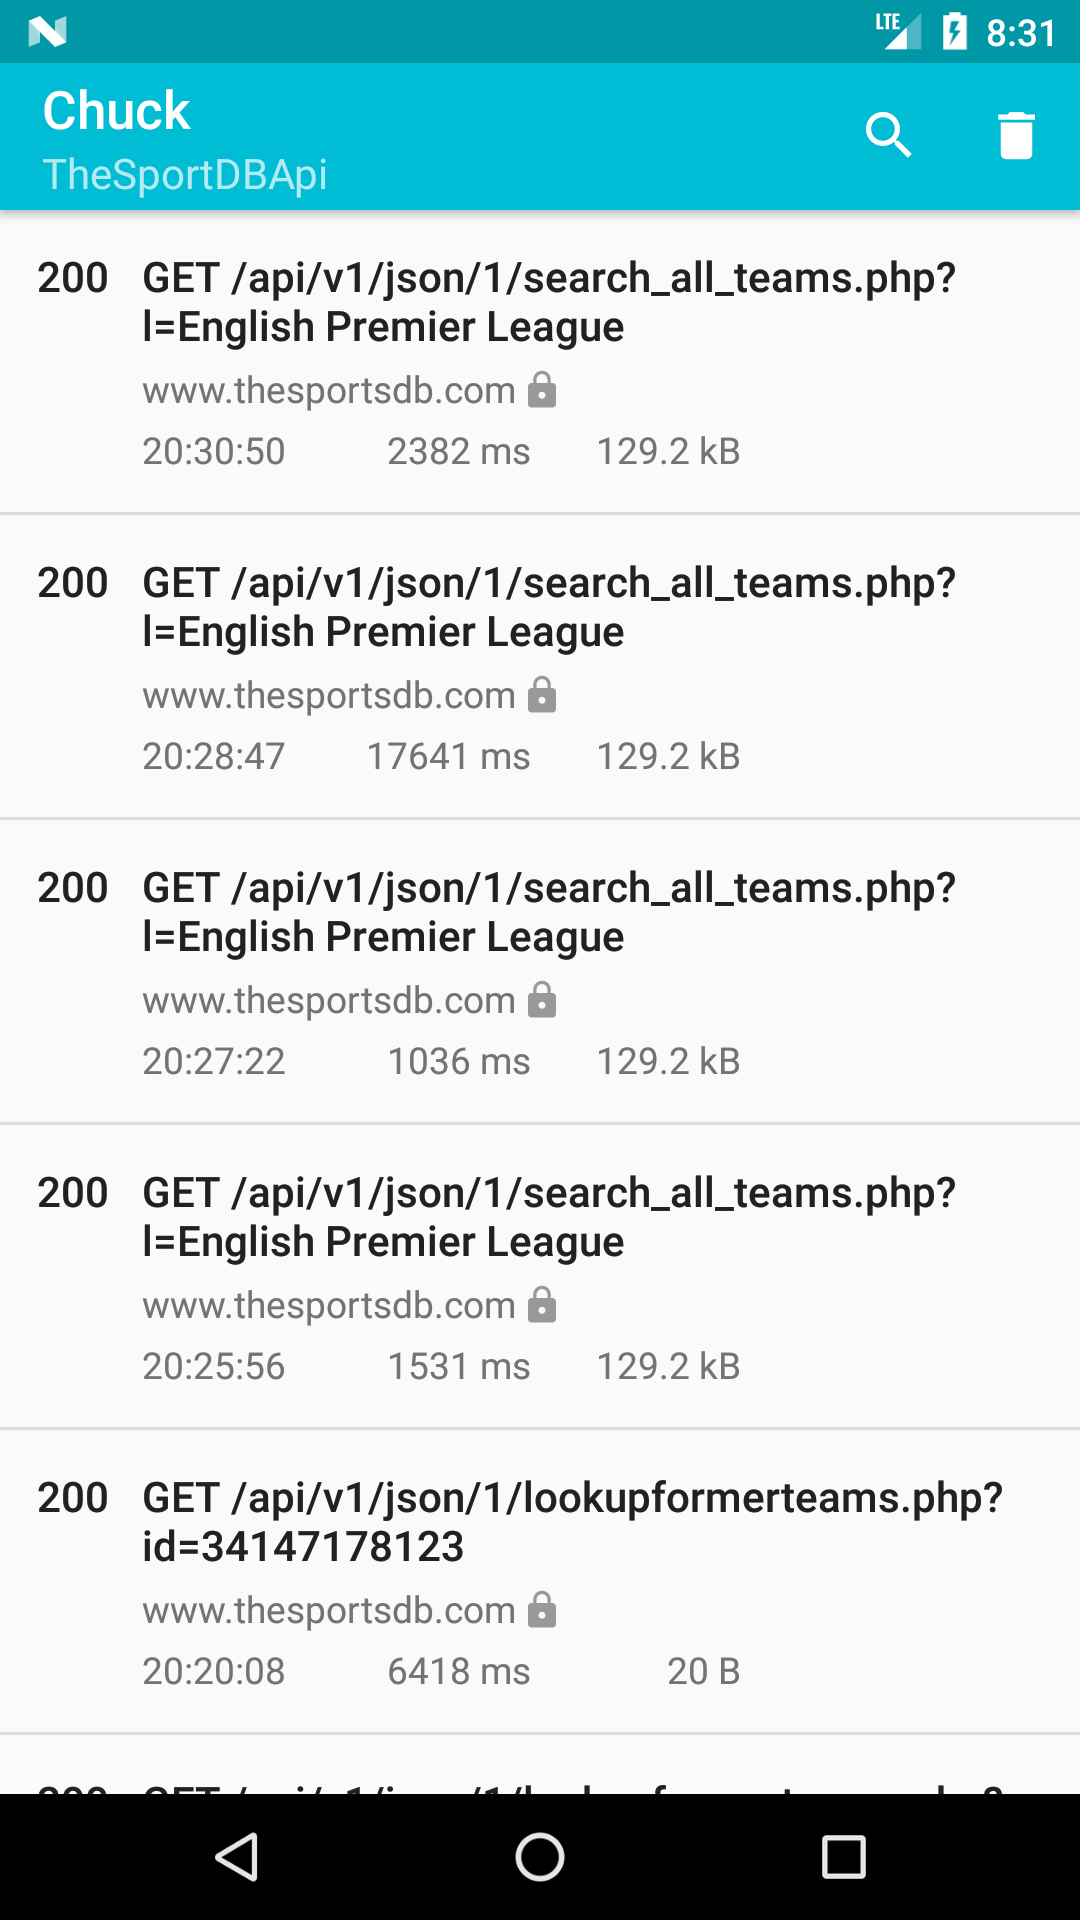 LTE 8:31
Chuck
TheSportDBApi
200 GET /api/v1/json/1/search_all_teams.php?
l=English Premier League
www.thesportsdb.com
20:30:50 2382 ms 129.2 kB
200 GET /api/v1/json/1/search_all_teams.php?
l=English Premier League
www.thesportsdb.com
20:28:47 17641 ms 129.2 kB
200 GET /api/v1/json/1/search_all_teams.php?
l=English Premier League
www.thesportsdb.com
20:27:22 1036 ms 129.2 kB
200 GET /api/v1/json/1/search_all_teams.php?
l=English Premier League
www.thesportsdb.com
20:25:56 1531 ms 129.2 kB
200 GET /api/v1/json/1/lookupformerteams.php?
id=34147178123
www.thesportsdb.com
20:20:08 6418 ms 20 B